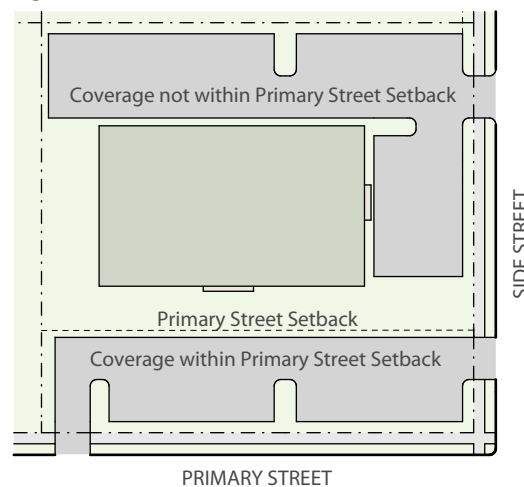 Coverage not within Primary Street Setback
SIDE STREET
Primary Street Setback
Coverage within Primary Street Setback
PRIMARY STREET